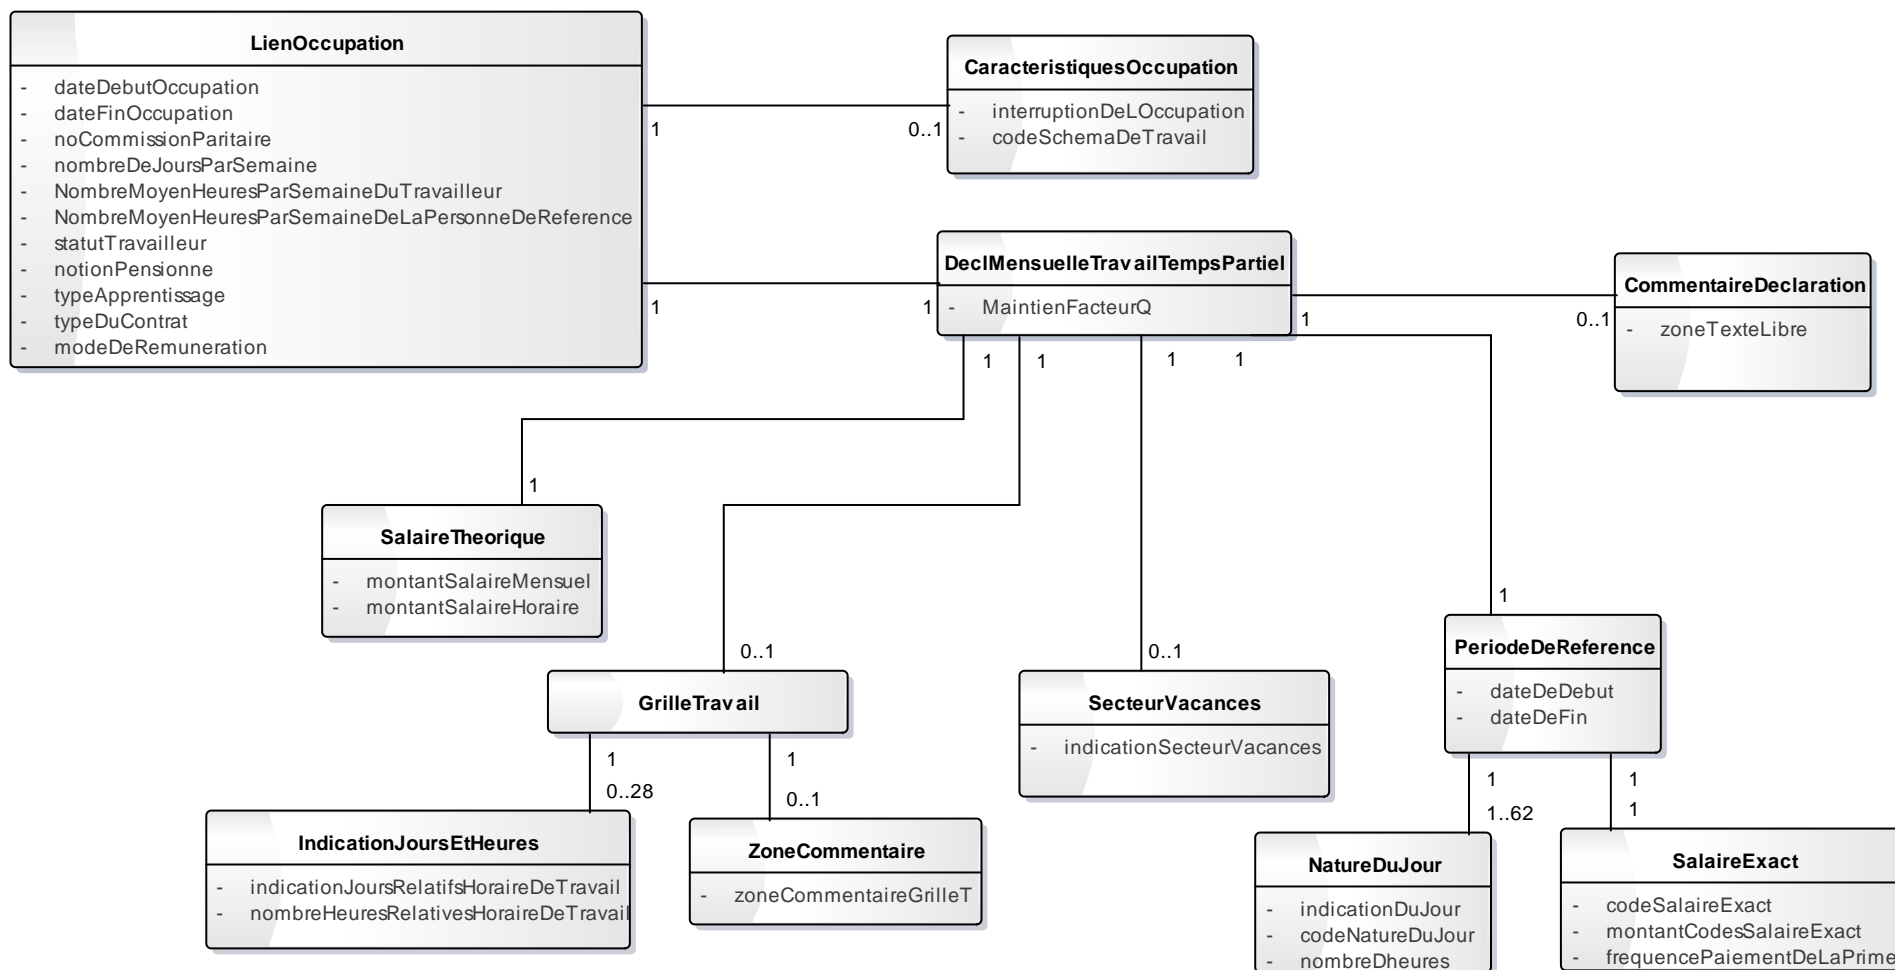 LienOccupation
- dateDebutOccupation
- dateFinOccupation
- noCommissionParitaire
- nombreDeJoursParSemaine
- NombreMoyenHeuresParSemaineDuTravailleur
- NombreMoyenHeuresParSemaineDeLaPersonneDeReference
- statutTravailleur
- notionPensionne
- typeApprentissage
- typeDuContrat
- modeDeRemuneration
1
0..1
CaracteristiquesOccupation
- interruptionDeLOccupation
- codeSchemaDeTravail
1
1
DeclMensuelleTravailTempsPartiel
- MaintienFacteurQ
1
0..1
CommentaireDeclaration
- zoneTexteLibre
1
1
1
1
1
SalaireTheorique
- montantSalaireMensuel
- montantSalaireHoraire
0..1
GrilleTravail
0..1
SecteurVacances
- indicationSecteurVacances
1
PeriodeDeReference
- dateDeDebut
- dateDeFin
1
0..28
1
0..1
IndicationJoursEtHeures
- indicationJoursRelatifsHoraireDeTravail
- nombreHeuresRelativesHoraireDeTravail
ZoneCommentaire
- zoneCommentaireGrilleT
1
1..62
1
1
NatureDuJour
- indicationDuJour
- codeNatureDuJour
- nombreDheures
SalaireExact
- codeSalaireExact
- montantCodesSalaireExact
- frequencePaiementDeLaPrime